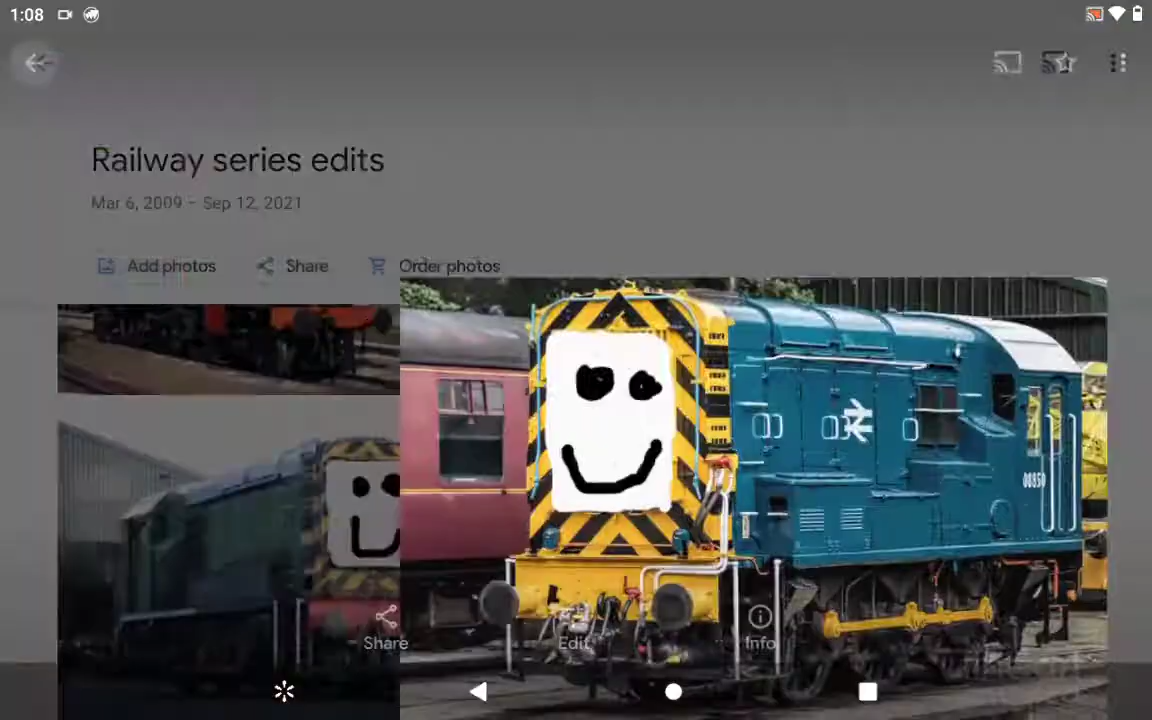 1:08
Railway series edits
Mar 6, 2009 – Sep 12, 2021
Add photos Share Order photos
Share Edit Info